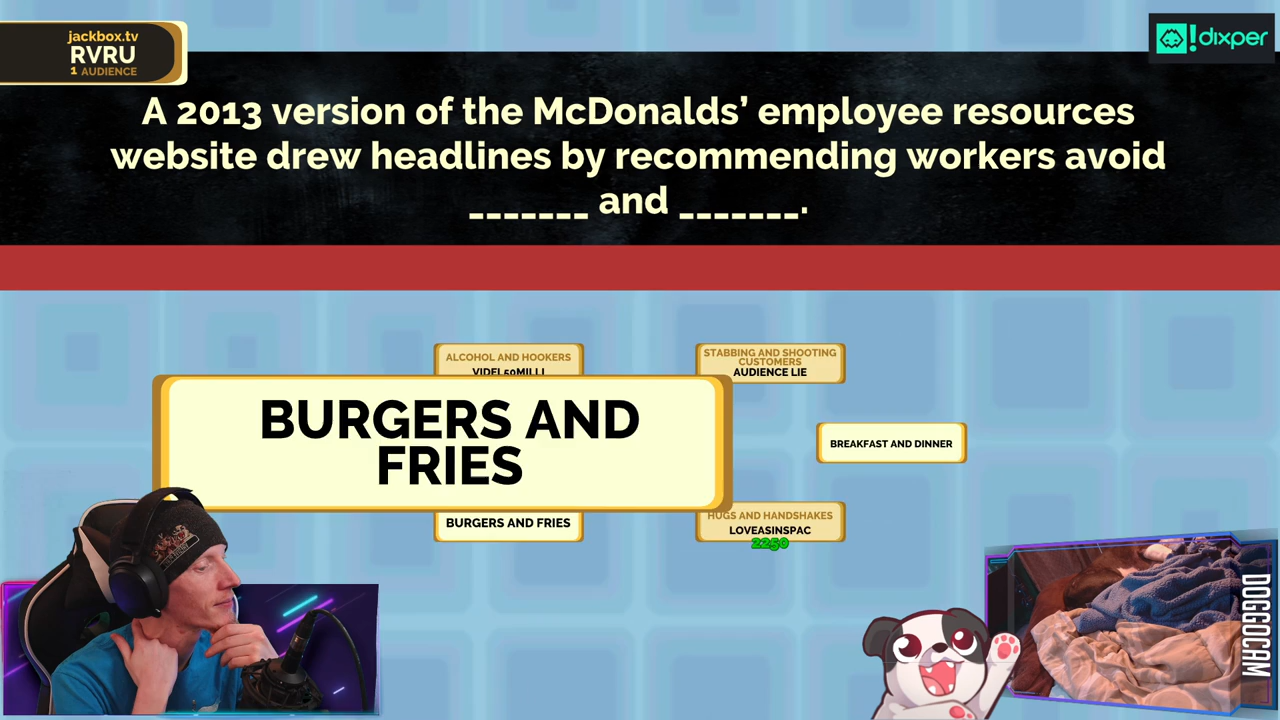 jackbox.tv
RVRU
1 AUDIENCE
!dixper
A 2013 version of the McDonalds’ employee resources
website drew headlines by recommending workers avoid
_______ and _______.
ALCOHOL AND HOOKERS
VIDEL50MILLI
STABBING AND SHOOTING
CUSTOMERS
AUDIENCE LIE
BURGERS AND
FRIES
BREAKFAST AND DINNER
BURGERS AND FRIES
HUGS AND HANDSHAKES
LOVEASINSPAC
2250
DOGGOCAM